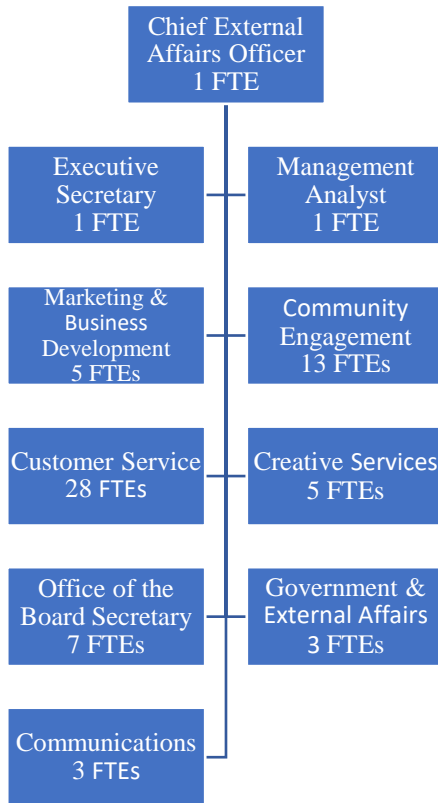 Chief External
Affairs Officer
1 FTE
Executive
Secretary
1 FTE
Management
Analyst
1 FTE
Marketing &
Business
Development
5 FTEs
Community
Engagement
13 FTEs
Customer Service
28 FTEs
Creative Services
5 FTEs
Office of the
Board Secretary
7 FTEs
Government &
External Affairs
3 FTEs
Communications
3 FTEs